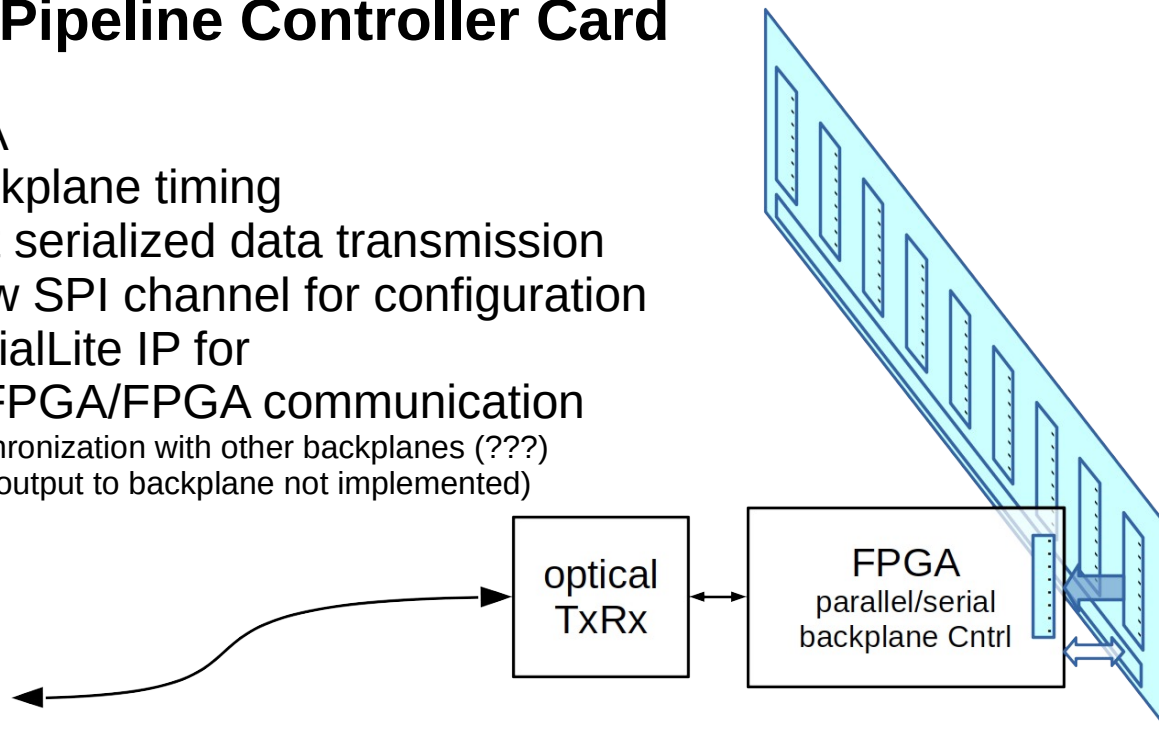 Pipeline Controller Card
A
kplane timing
serialized data transmission
w SPI channel for configuration
ialLite IP for
FPGA/FPGA communication
hronization with other backplanes (???)
output to backplane not implemented)
optical
TxRx
FPGA
parallel/serial
backplane Cntrl